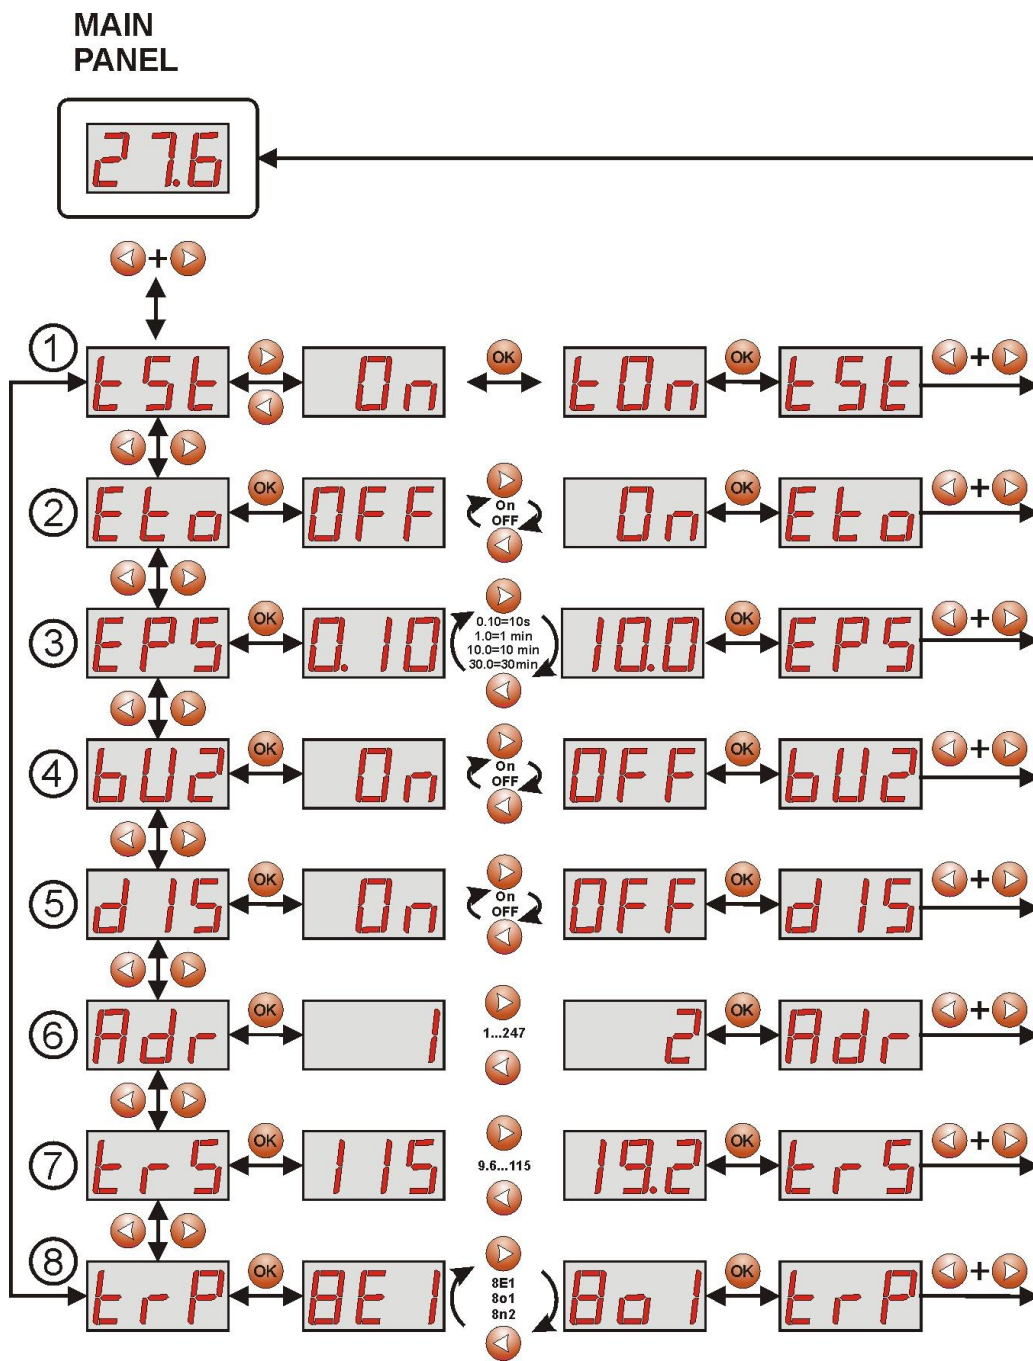 MAIN
PANEL
27.6
+
1
tSt
On
OK
tOn
OK
tSt
+
2
Eto
OK
OFF
On
OFF
On
OK
Eto
+
3
EPS
OK
0.10
0.10=10s
1.0=1 min
10.0=10 min
30.0=30min
10.0
OK
EPS
+
4
bU2
OK
On
On
OFF
OFF
OK
bU2
+
5
d1S
OK
On
On
OFF
OFF
OK
d1S
+
6
Adr
OK
1
1...247
2
OK
Adr
+
7
trS
OK
115
9.6...115
19.2
OK
trS
+
8
trP
OK
8E1
8E1
8o1
8n2
8o1
OK
trP
+